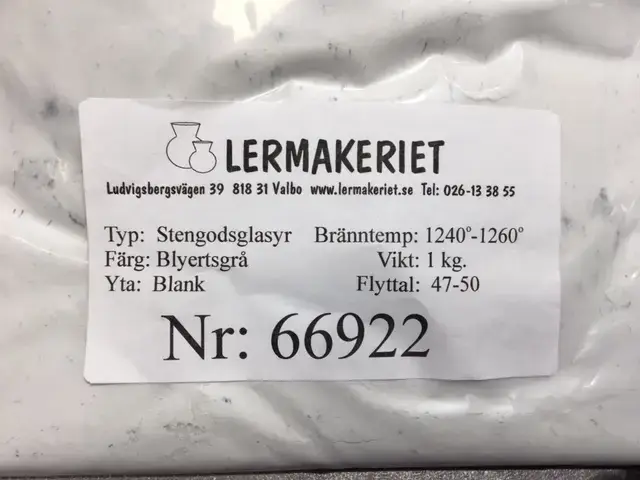 LERMAKERIET
Ludvigsbergsvägen 39 818 31 Valbo www.lermakeriet.se Tel: 026-13 38 55
Typ: Stengodsglasyr Bränntemp: 1240°-1260°
Färg: Blyertsgrå Vikt: 1 kg.
Yta: Blank Flyttal: 47-50
Nr: 66922